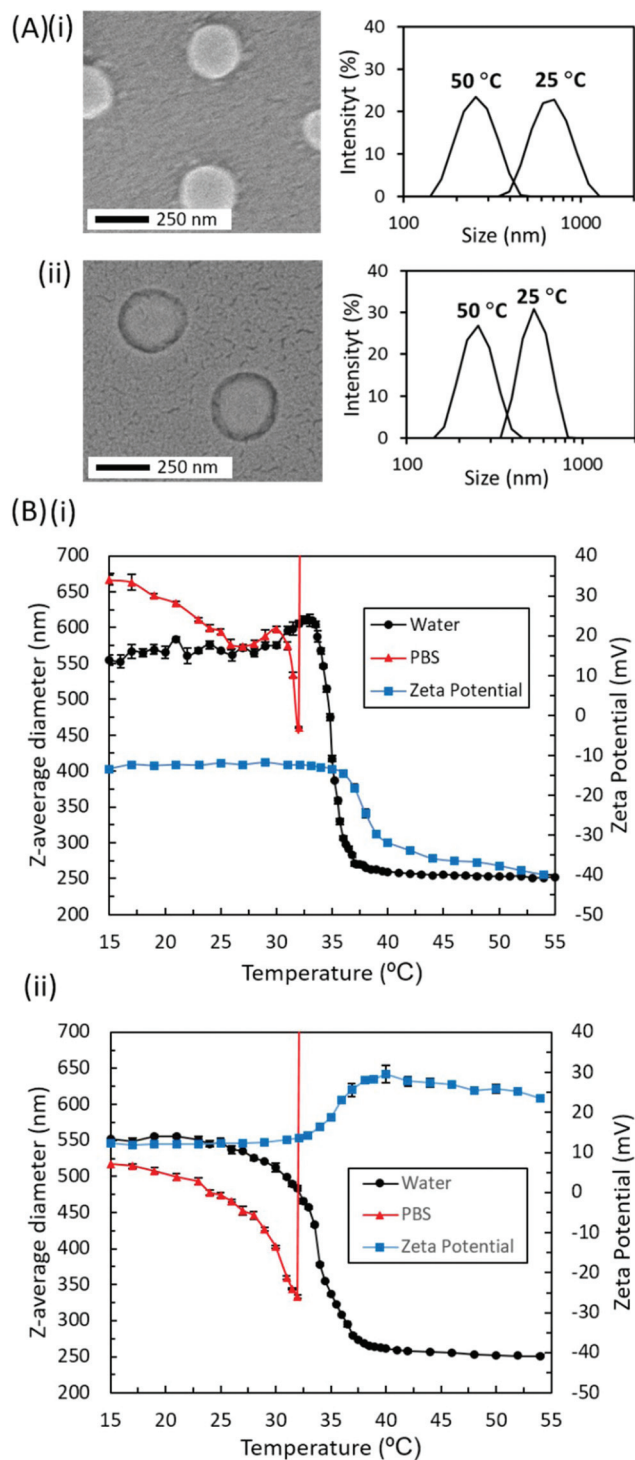 (A)(i)
250 nm
Intensityt (%)
40
30
20
10
0
50 °C 25 °C
100 1000
Size (nm)
(ii)
250 nm
Intensityt (%)
40
30
20
10
0
50 °C 25 °C
100 1000
Size (nm)
(B)(i)
Z-aveerage diameter (nm)
700
650
600
550
500
450
400
350
300
250
200
Water
PBS
Zeta Potential
40
30
20
10
0
-10
-20
-30
-40
-50
Zeta Potential (mV)
15 20 25 30 35 40 45 50 55
Temperature (ºC)
(ii)
Z-average diameter (nm)
700
650
600
550
500
450
400
350
300
250
200
Water
PBS
Zeta Potential
40
30
20
10
0
-10
-20
-30
-40
-50
Zeta Potential (mV)
15 20 25 30 35 40 45 50 55
Temperature (ºC)